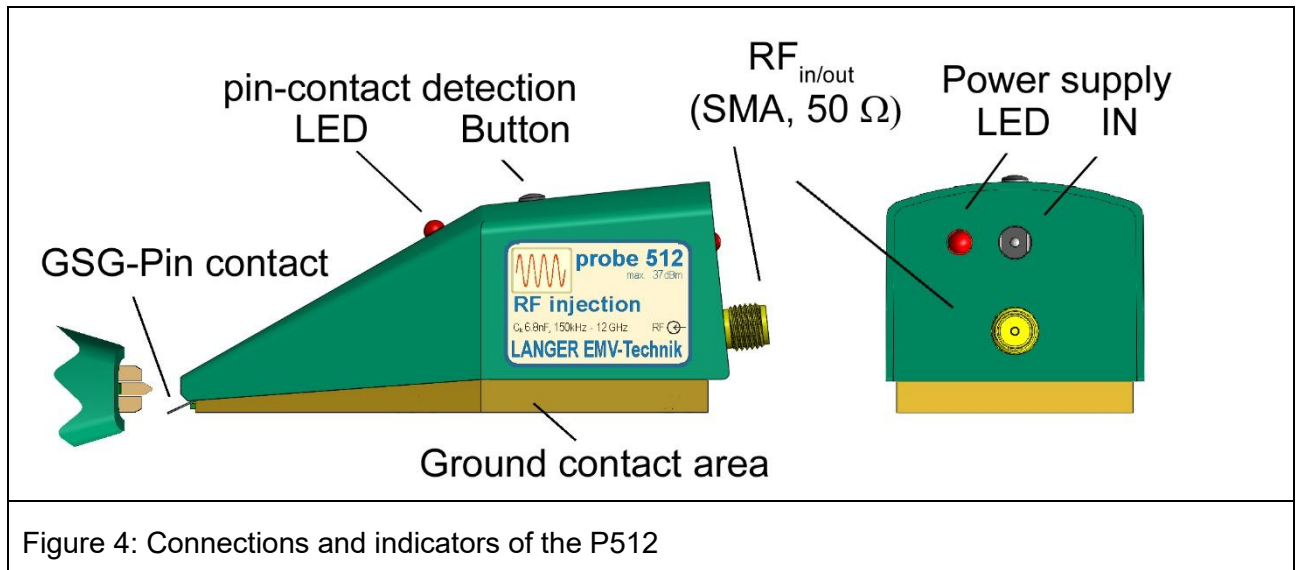 pin-contact detection
LED Button
RF in/out
(SMA, 50 Ω)
Power supply
LED IN
GSG-Pin contact
probe 512
max. 37dBm
RF injection
Cₖ 6.8nF, 150kHz - 12 GHz RF
LANGER EMV-Technik
Ground contact area
Figure 4: Connections and indicators of the P512